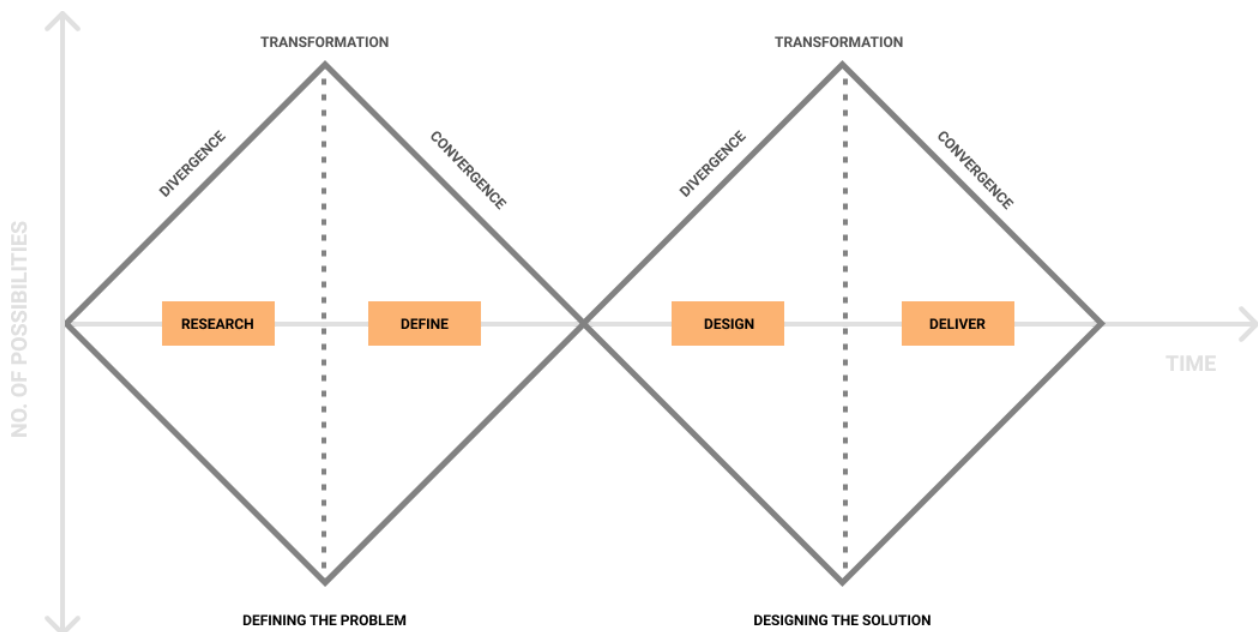 TRANSFORMATION
TRANSFORMATION
DIVERGENCE
CONVERGENCE
DIVERGENCE
CONVERGENCE
NO. OF POSSIBILITIES
RESEARCH
DEFINE
DESIGN
DELIVER
TIME
DEFINING THE PROBLEM
DESIGNING THE SOLUTION